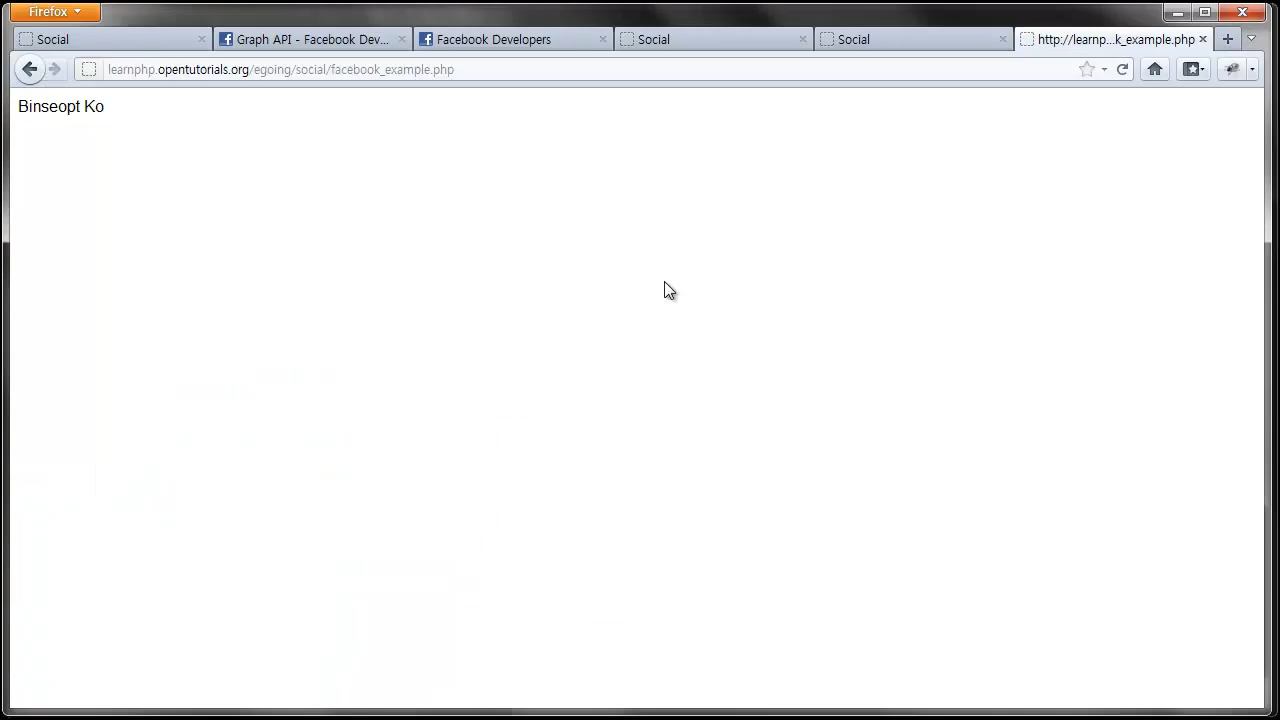 Firefox
Social
Graph API - Facebook Dev...
Facebook Developers
Social
Social
http://learnp...k_example.php
learnphp.opentutorials.org/egoing/social/facebook_example.php
Binseopt Ko